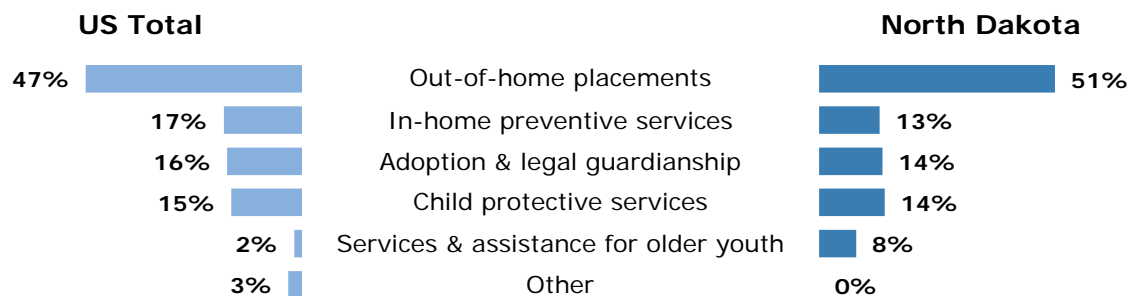 US Total North Dakota
47% Out-of-home placements 51%
17% In-home preventive services 13%
16% Adoption & legal guardianship 14%
15% Child protective services 14%
2% Services & assistance for older youth 8%
3% Other 0%